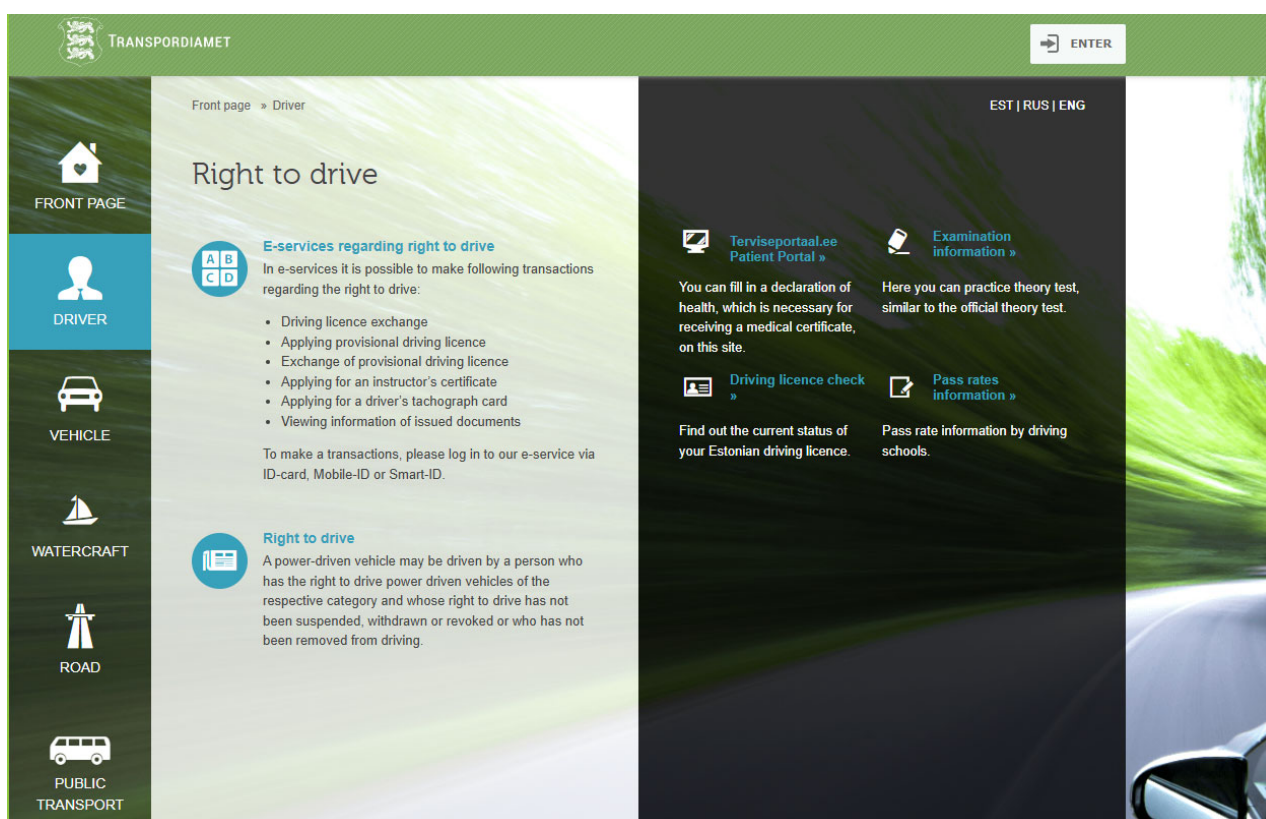 TRANSPORDIAMET
ENTER
Front page » Driver
EST | RUS | ENG
FRONT PAGE
DRIVER
VEHICLE
WATERCRAFT
ROAD
PUBLIC
TRANSPORT
Right to drive
A B
C D
E-services regarding right to drive
In e-services it is possible to make following transactions
regarding the right to drive:
• Driving licence exchange
• Applying provisional driving licence
• Exchange of provisional driving licence
• Applying for an instructor's certificate
• Applying for a driver's tachograph card
• Viewing information of issued documents
To make a transactions, please log in to our e-service via
ID-card, Mobile-ID or Smart-ID.
Right to drive
A power-driven vehicle may be driven by a person who
has the right to drive power driven vehicles of the
respective category and whose right to drive has not
been suspended, withdrawn or revoked or who has not
been removed from driving.
Terviseportaal.ee
Patient Portal »
You can fill in a declaration of
health, which is necessary for
receiving a medical certificate,
on this site.
Examination
information »
Here you can practice theory test,
similar to the official theory test.
Driving licence check
»
Find out the current status of
your Estonian driving licence.
Pass rates
information »
Pass rate information by driving
schools.